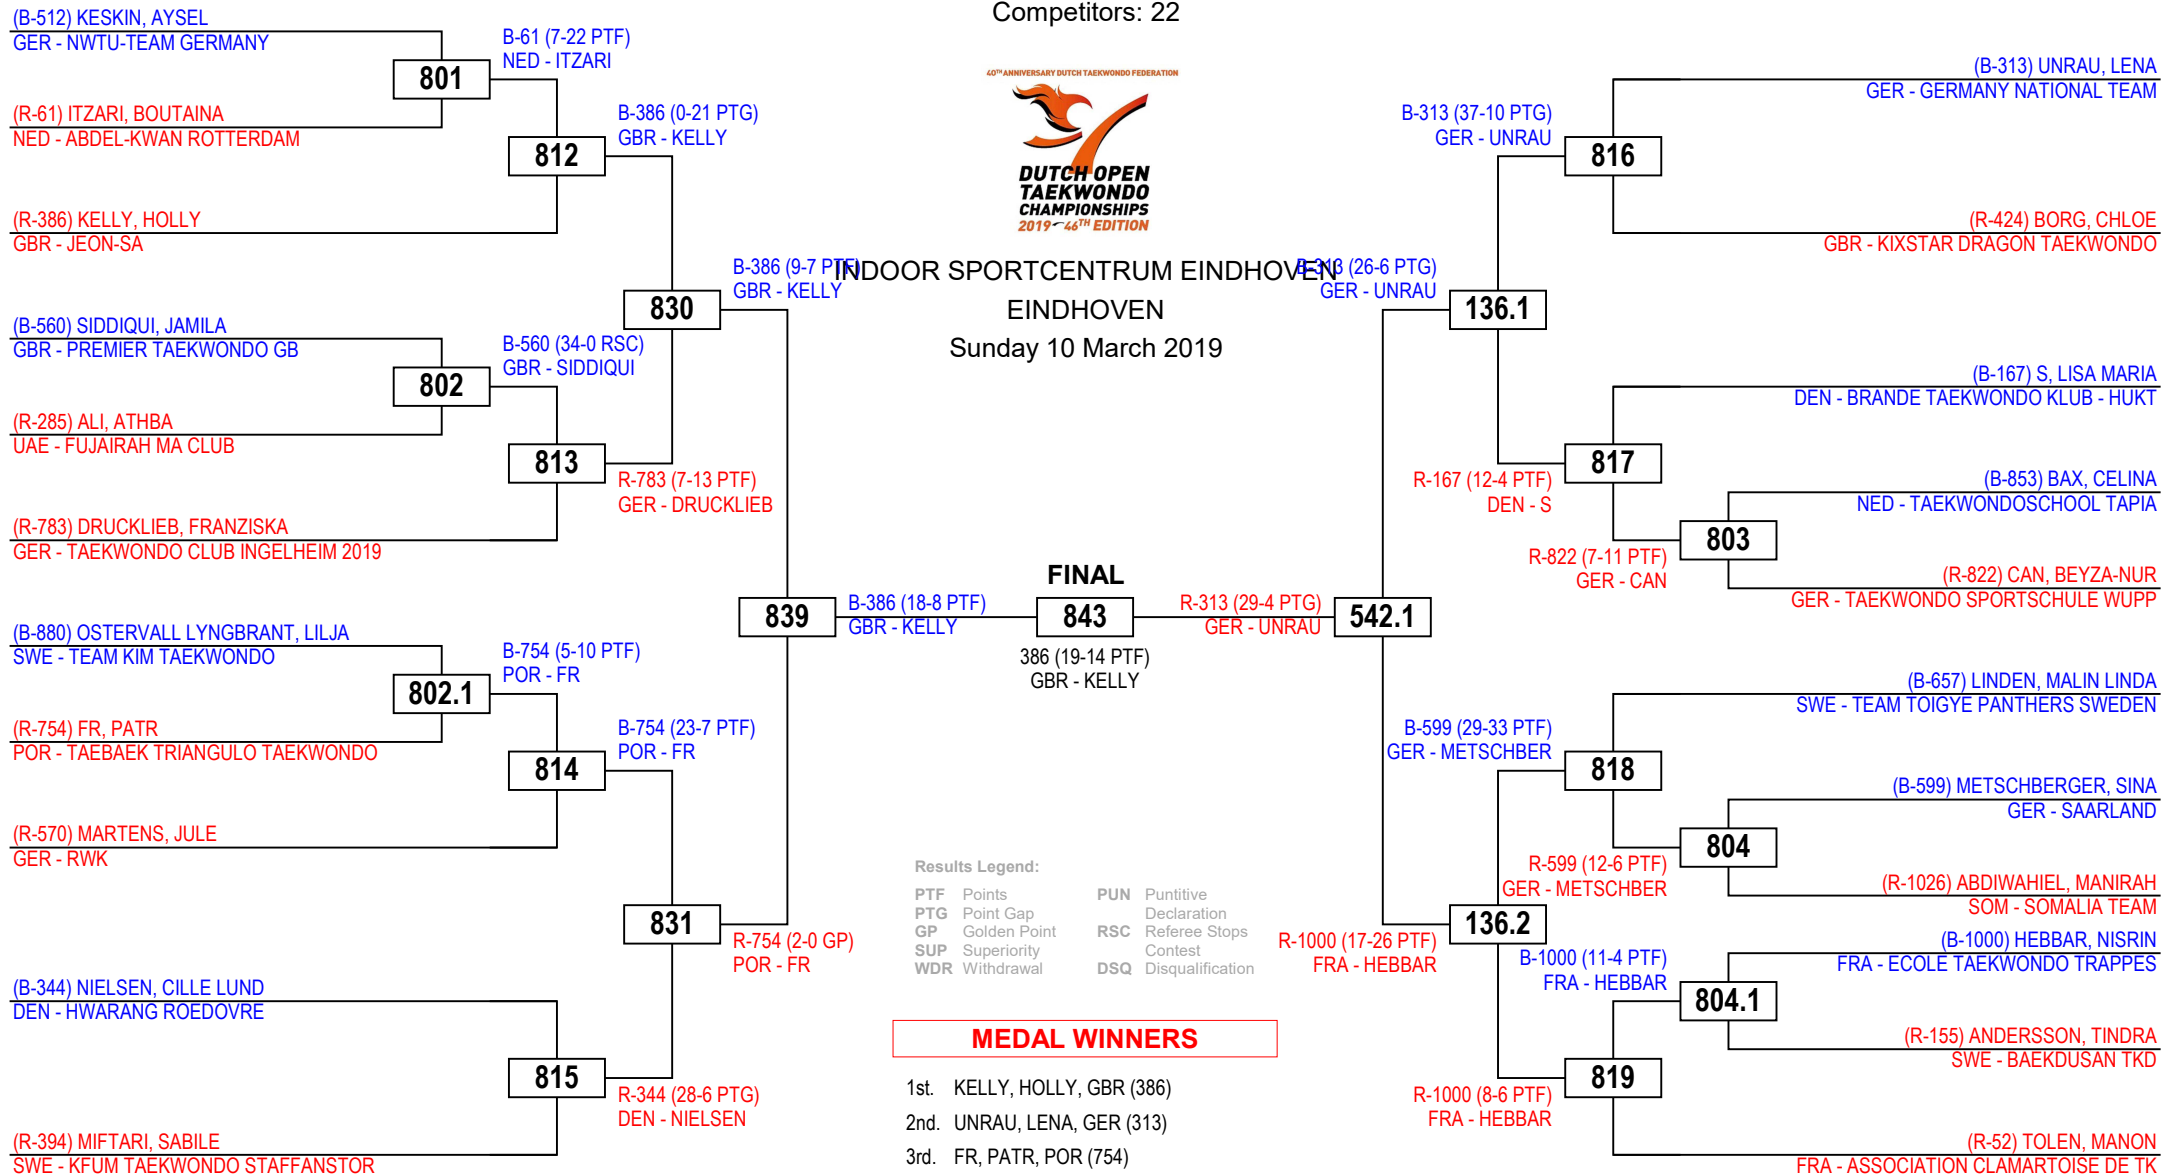 Competitors: 22
40TH ANNIVERSARY DUTCH TAEKWONDO FEDERATION
DUTCH OPEN
TAEKWONDO
CHAMPIONSHIPS
2019 - 46TH EDITION
INDOOR SPORTCENTRUM EINDHOVEN
EINDHOVEN
Sunday 10 March 2019
(B-512) KESKIN, AYSEL
GER - NWTU-TEAM GERMANY
801
(R-61) ITZARI, BOUTAINA
NED - ABDEL-KWAN ROTTERDAM
B-61 (7-22 PTF)
NED - ITZARI
812
(R-386) KELLY, HOLLY
GBR - JEON-SA
B-386 (0-21 PTG)
GBR - KELLY
830
(B-560) SIDDIQUI, JAMILA
GBR - PREMIER TAEKWONDO GB
802
(R-285) ALI, ATHBA
UAE - FUJAIRAH MA CLUB
B-560 (34-0 RSC)
GBR - SIDDIQUI
813
(R-783) DRUCKLIEB, FRANZISKA
GER - TAEKWONDO CLUB INGELHEIM 2019
R-783 (7-13 PTF)
GER - DRUCKLIEB
B-386 (9-7 PTF)
GBR - KELLY
839
(B-880) OSTERVALL LYNGBRANT, LILJA
SWE - TEAM KIM TAEKWONDO
802.1
(R-754) FR, PATR
POR - TAEBAEK TRIANGULO TAEKWONDO
B-754 (5-10 PTF)
POR - FR
814
(R-570) MARTENS, JULE
GER - RWK
B-754 (23-7 PTF)
POR - FR
831
(B-344) NIELSEN, CILLE LUND
DEN - HWARANG ROEDOVRE
815
(R-394) MIFTARI, SABILE
SWE - KFUM TAEKWONDO STAFFANSTOR
R-344 (28-6 PTG)
DEN - NIELSEN
R-754 (2-0 GP)
POR - FR
B-386 (18-8 PTF)
GBR - KELLY
FINAL
843
386 (19-14 PTF)
GBR - KELLY
R-313 (29-4 PTG)
GER - UNRAU
542.1
B-313 (26-6 PTG)
GER - UNRAU
136.1
B-313 (37-10 PTG)
GER - UNRAU
816
(B-313) UNRAU, LENA
GER - GERMANY NATIONAL TEAM
(R-424) BORG, CHLOE
GBR - KIXSTAR DRAGON TAEKWONDO
R-167 (12-4 PTF)
DEN - S
817
(B-167) S, LISA MARIA
DEN - BRANDE TAEKWONDO KLUB - HUKT
(B-853) BAX, CELINA
NED - TAEKWONDOSCHOOL TAPIA
803
R-822 (7-11 PTF)
GER - CAN
(R-822) CAN, BEYZA-NUR
GER - TAEKWONDO SPORTSCHULE WUPP
(B-657) LINDEN, MALIN LINDA
SWE - TEAM TOIGYE PANTHERS SWEDEN
B-599 (29-33 PTF)
GER - METSCHBER
818
(B-599) METSCHBERGER, SINA
GER - SAARLAND
804
R-599 (12-6 PTF)
GER - METSCHBER
(R-1026) ABDIWAHIEL, MANIRAH
SOM - SOMALIA TEAM
136.2
R-1000 (17-26 PTF)
FRA - HEBBAR
(B-1000) HEBBAR, NISRIN
FRA - ECOLE TAEKWONDO TRAPPES
B-1000 (11-4 PTF)
FRA - HEBBAR
804.1
(R-155) ANDERSSON, TINDRA
SWE - BAEKDUSAN TKD
R-1000 (8-6 PTF)
FRA - HEBBAR
819
(R-52) TOLEN, MANON
FRA - ASSOCIATION CLAMARTOISE DE TK
Results Legend:
PTF Points
PTG Point Gap
GP Golden Point
SUP Superiority
WDR Withdrawal
PUN Puntitive
Declaration
RSC Referee Stops
Contest
DSQ Disqualification
MEDAL WINNERS
1st. KELLY, HOLLY, GBR (386)
2nd. UNRAU, LENA, GER (313)
3rd. FR, PATR, POR (754)